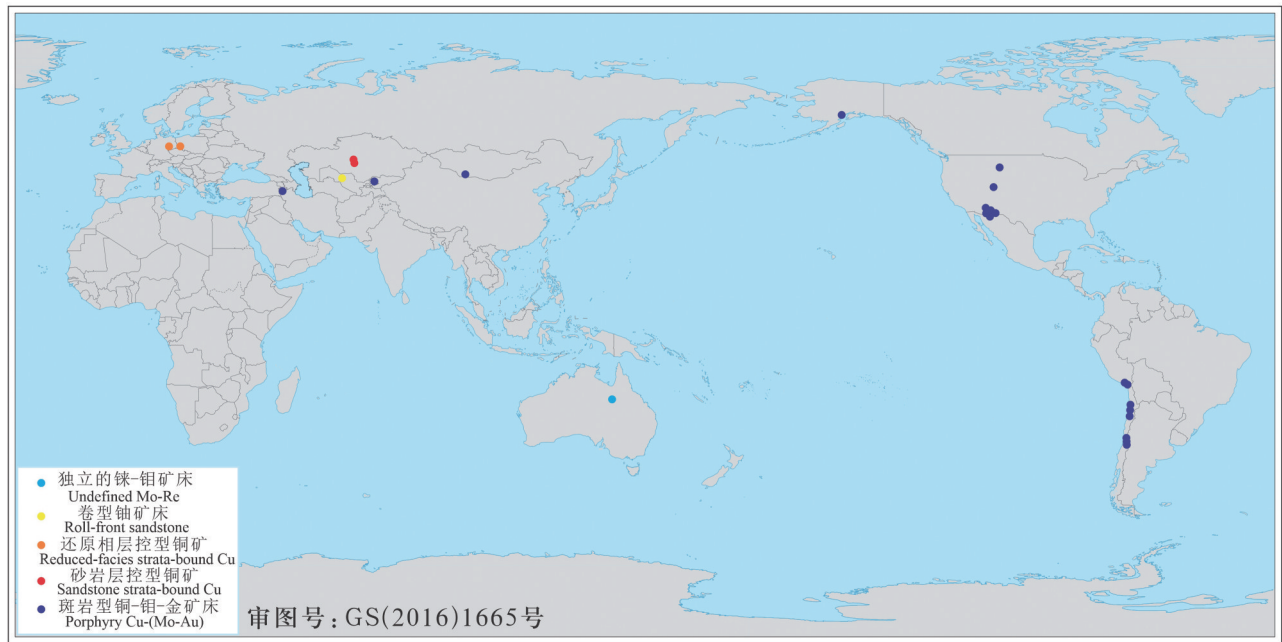 独立的铼-钼矿床
Undefined Mo-Re
卷型铀矿床
Roll-front sandstone
还原相层控型铜矿
Reduced-facies strata-bound Cu
砂岩层控型铜矿
Sandstone strata-bound Cu
斑岩型铜-钼-金矿床
Porphyry Cu-(Mo-Au)
审图号:GS(2016)1665号